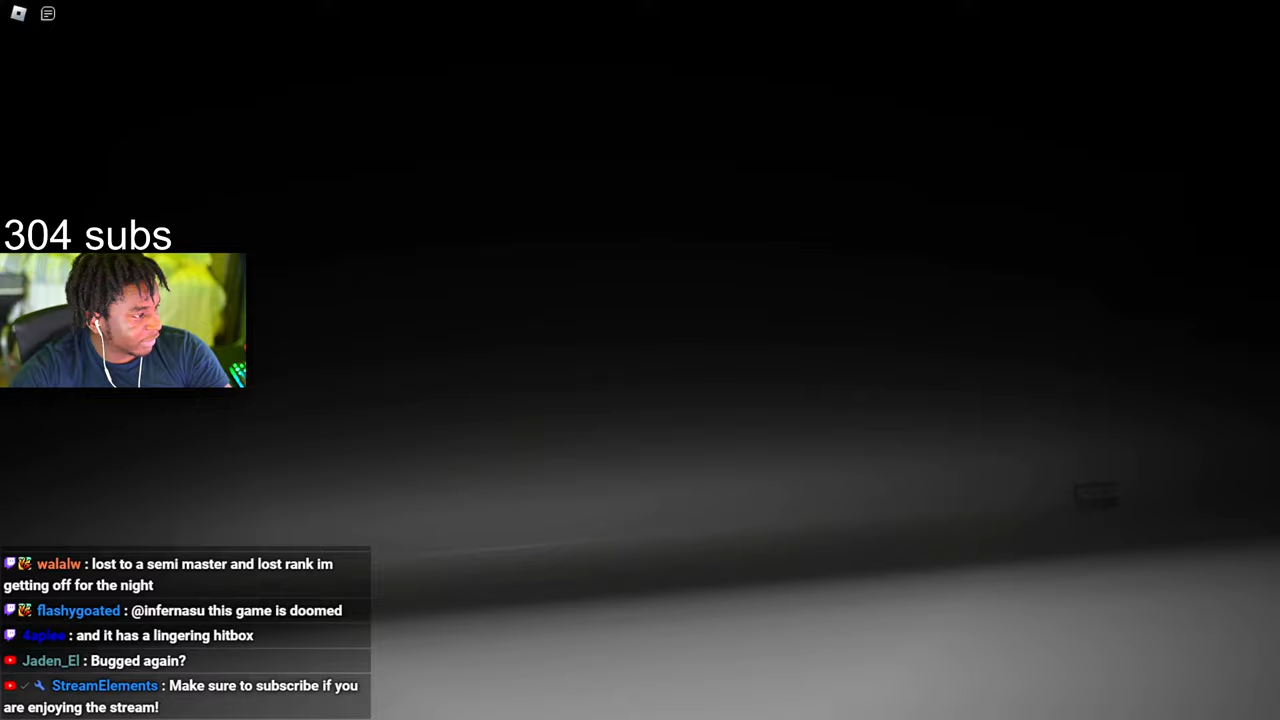 304 subs
walalw : lost to a semi master and lost rank im
getting off for the night
flashygoated : @infernasu this game is doomed
4aplee : and it has a lingering hitbox
Jaden_El : Bugged again?
StreamElements : Make sure to subscribe if you
are enjoying the stream!